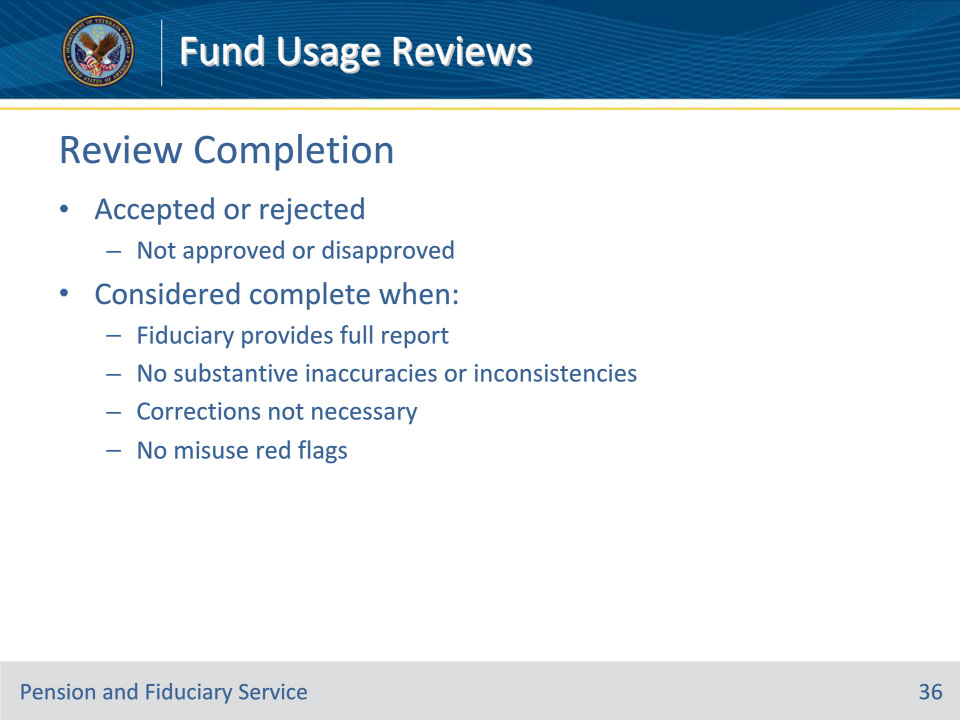 Fund Usage Reviews
Review Completion
• Accepted or rejected
– Not approved or disapproved
• Considered complete when:
– Fiduciary provides full report
– No substantive inaccuracies or inconsistencies
– Corrections not necessary
– No misuse red flags
Pension and Fiduciary Service
36